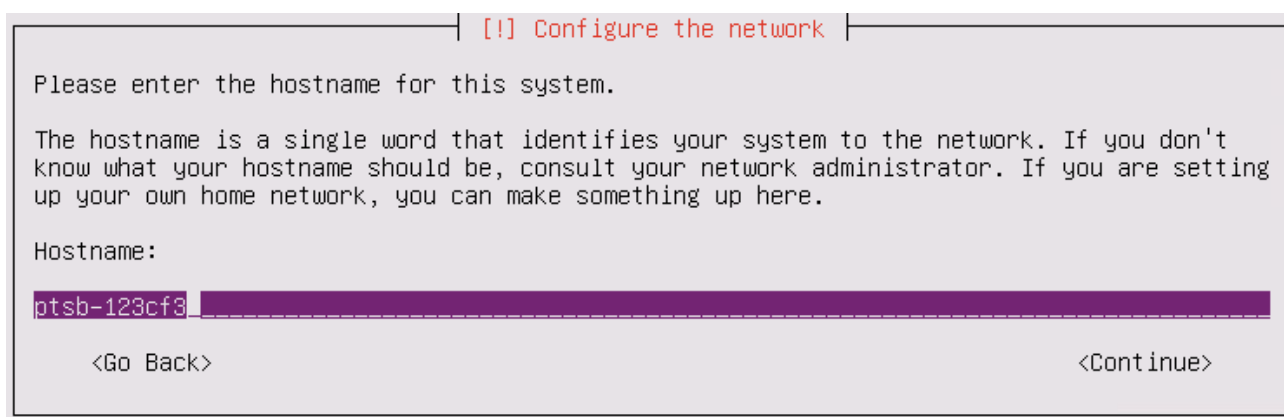 [!] Configure the network
Please enter the hostname for this system.
The hostname is a single word that identifies your system to the network. If you don't
know what your hostname should be, consult your network administrator. If you are setting
up your own home network, you can make something up here.
Hostname:
ptsb-123cf3
<Go Back> <Continue>